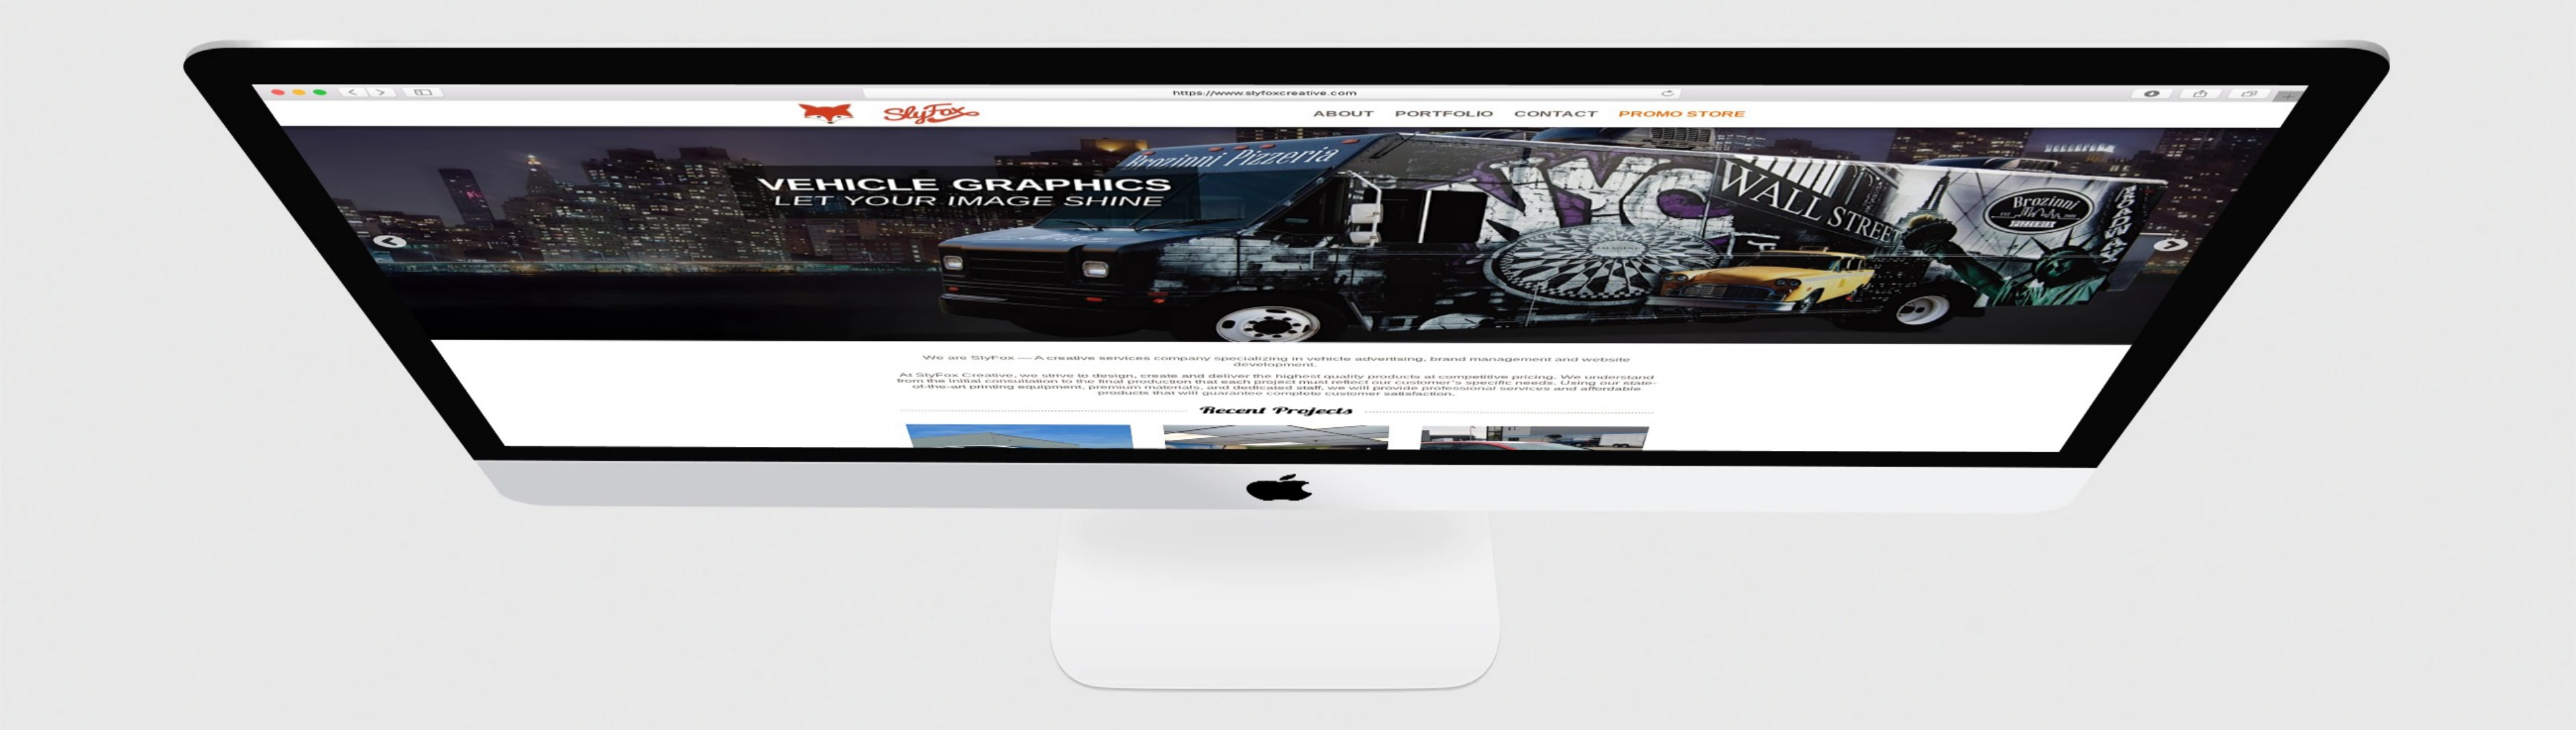 https://www.slyfoxcreative.com
SlyFox
ABOUT PORTFOLIO CONTACT PROMO STORE
Brozinni Pizzeria
VEHICLE GRAPHICS
LET YOUR IMAGE SHINE
NYC
WALL STREET
Brozinni
PIZZERIA
BROADWAY
We are SlyFox — A creative services company specializing in vehicle advertising, brand management and website
development.
At SlyFox Creative, we strive to design, create and deliver the highest quality products at competitive pricing. We understand
from the initial consultation to the final production that each project must reflect our customer's specific needs. Using our state-
of-the-art printing equipment, premium materials, and dedicated staff, we will provide professional services and affordable
products that will guarantee complete customer satisfaction.
Recent Projects